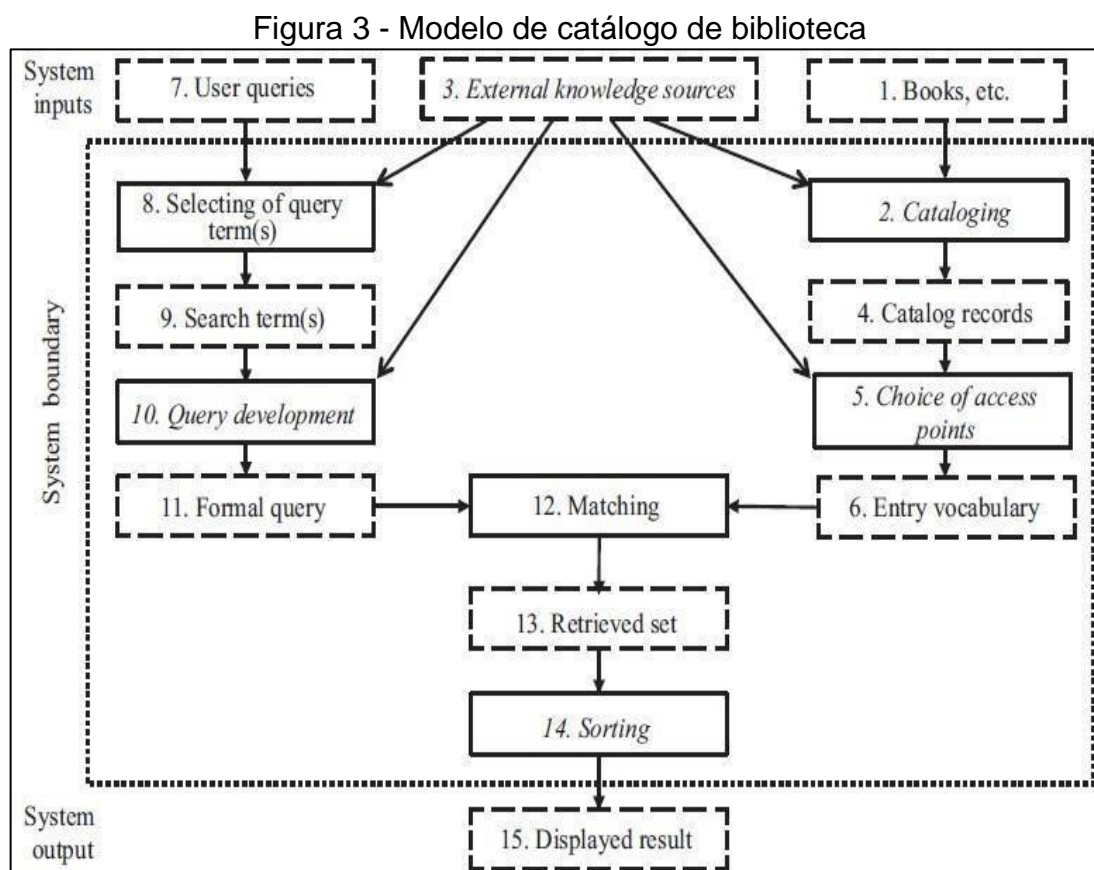 Figura 3 - Modelo de catálogo de biblioteca
System
inputs
7. User queries
3. External knowledge sources
1. Books, etc.
8. Selecting of query
term(s)
2. Cataloging
9. Search term(s)
4. Catalog records
System boundary
10. Query development
5. Choice of access
points
11. Formal query
12. Matching
6. Entry vocabulary
13. Retrieved set
14. Sorting
System
output
15. Displayed result